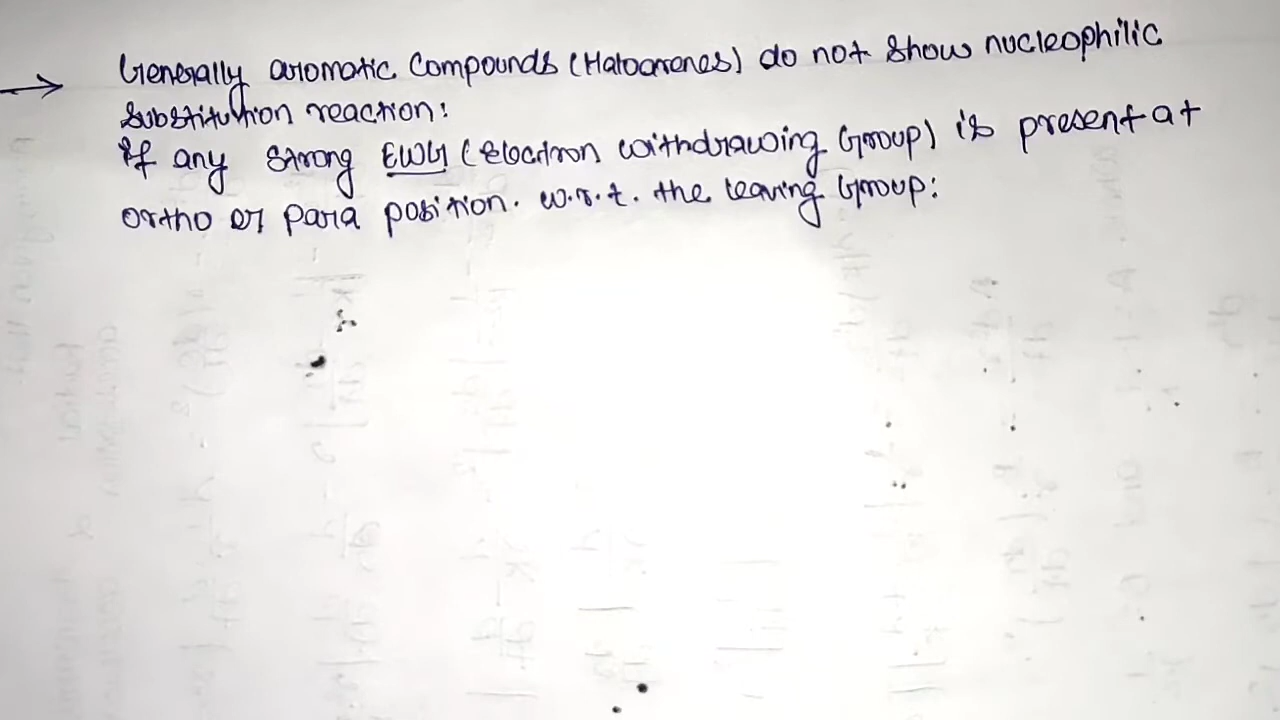 → Generally aromatic Compounds (Haloarenes) do not show nucleophilic
substitution reaction:
If any strong EWG (electron withdrawing Group) is present at
ortho or para position. w.r.t. the leaving Group: